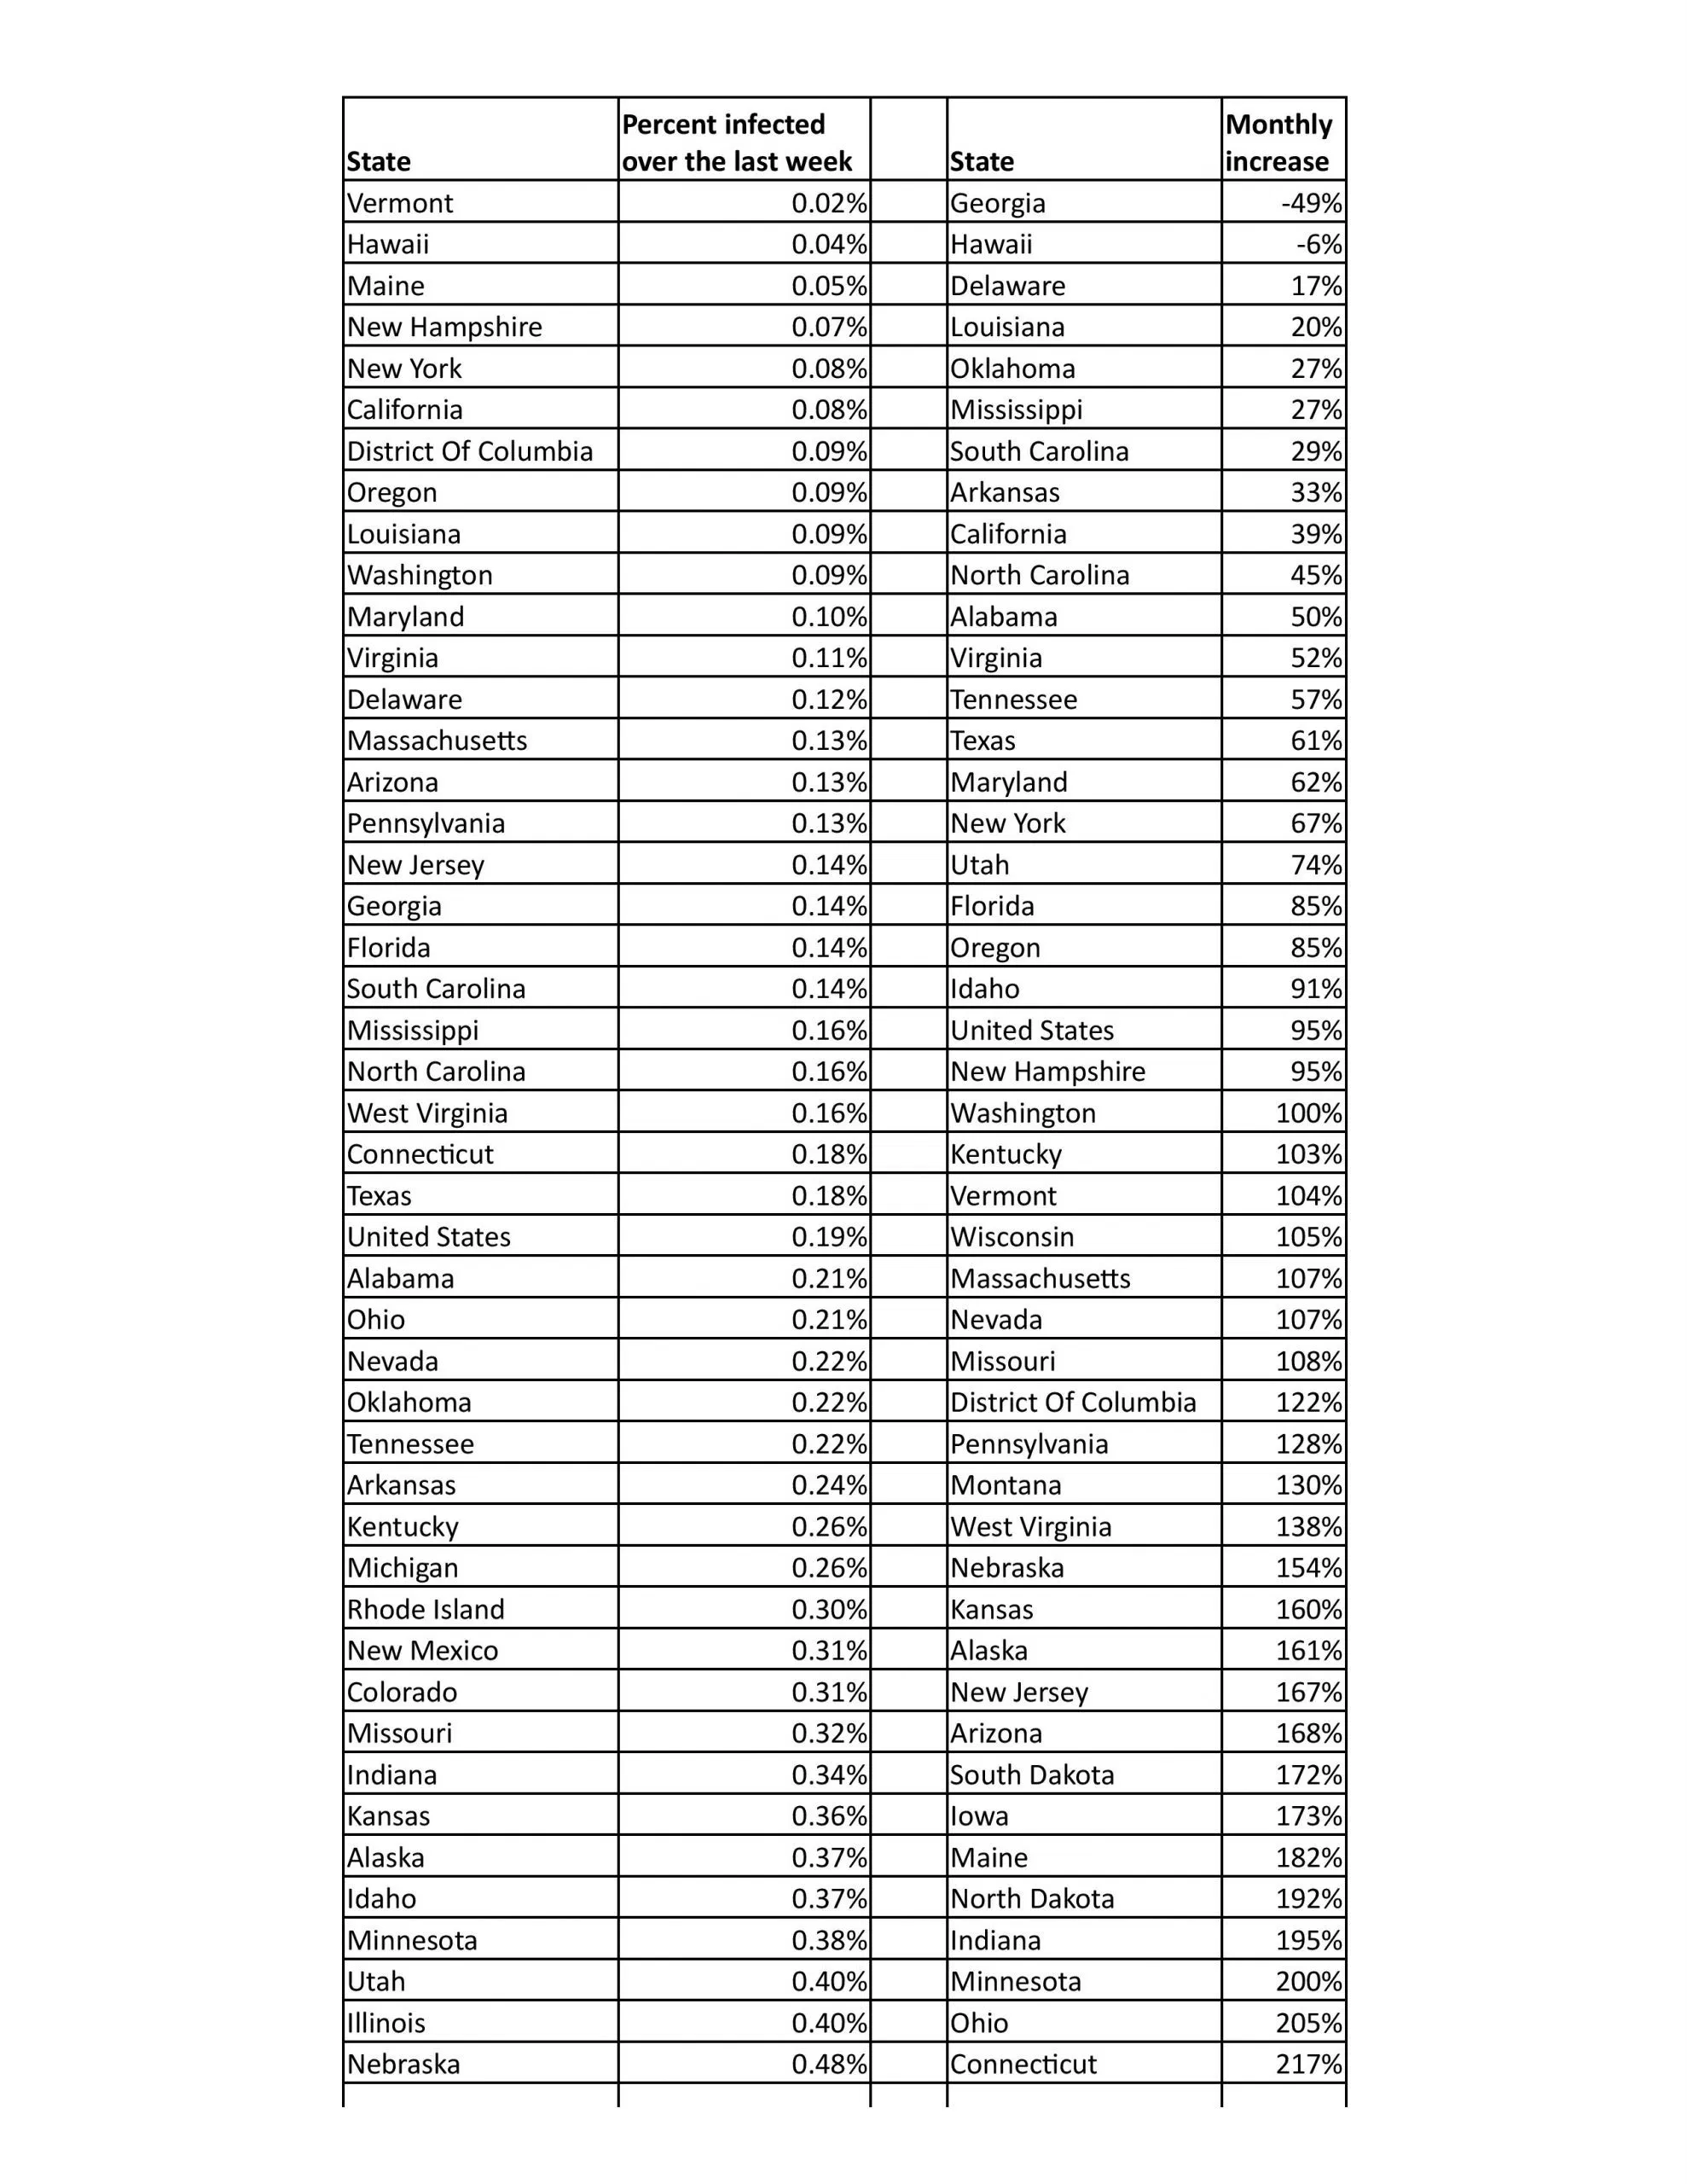 Percent infected Monthly
State over the last week State increase
Vermont 0.02% Georgia -49%
Hawaii 0.04% Hawaii -6%
Maine 0.05% Delaware 17%
New Hampshire 0.07% Louisiana 20%
New York 0.08% Oklahoma 27%
California 0.08% Mississippi 27%
District Of Columbia 0.09% South Carolina 29%
Oregon 0.09% Arkansas 33%
Louisiana 0.09% California 39%
Washington 0.09% North Carolina 45%
Maryland 0.10% Alabama 50%
Virginia 0.11% Virginia 52%
Delaware 0.12% Tennessee 57%
Massachusetts 0.13% Texas 61%
Arizona 0.13% Maryland 62%
Pennsylvania 0.13% New York 67%
New Jersey 0.14% Utah 74%
Georgia 0.14% Florida 85%
Florida 0.14% Oregon 85%
South Carolina 0.14% Idaho 91%
Mississippi 0.16% United States 95%
North Carolina 0.16% New Hampshire 95%
West Virginia 0.16% Washington 100%
Connecticut 0.18% Kentucky 103%
Texas 0.18% Vermont 104%
United States 0.19% Wisconsin 105%
Alabama 0.21% Massachusetts 107%
Ohio 0.21% Nevada 107%
Nevada 0.22% Missouri 108%
Oklahoma 0.22% District Of Columbia 122%
Tennessee 0.22% Pennsylvania 128%
Arkansas 0.24% Montana 130%
Kentucky 0.26% West Virginia 138%
Michigan 0.26% Nebraska 154%
Rhode Island 0.30% Kansas 160%
New Mexico 0.31% Alaska 161%
Colorado 0.31% New Jersey 167%
Missouri 0.32% Arizona 168%
Indiana 0.34% South Dakota 172%
Kansas 0.36% Iowa 173%
Alaska 0.37% Maine 182%
Idaho 0.37% North Dakota 192%
Minnesota 0.38% Indiana 195%
Utah 0.40% Minnesota 200%
Illinois 0.40% Ohio 205%
Nebraska 0.48% Connecticut 217%